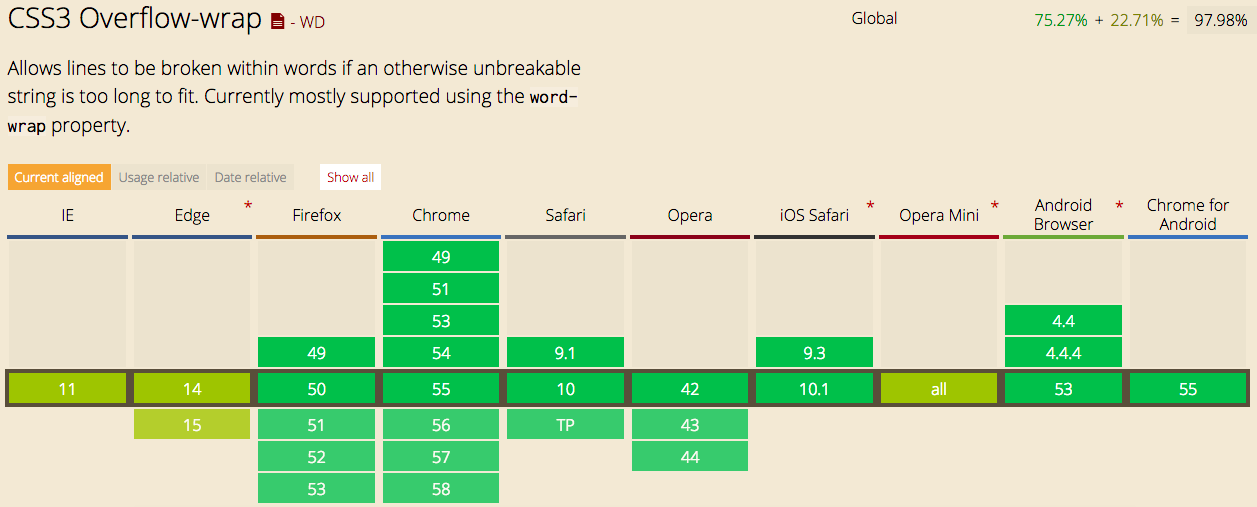 CSS3 Overflow-wrap - WD
Global 75.27% + 22.71% = 97.98%
Allows lines to be broken within words if an otherwise unbreakable
string is too long to fit. Currently mostly supported using the word-
wrap property.
Current aligned Usage relative Date relative Show all
IE Edge * Firefox Chrome Safari Opera iOS Safari * Opera Mini * Android Browser * Chrome for Android
49
51
53 4.4
49 54 9.1 9.3 4.4.4
11 14 50 55 10 42 10.1 all 53 55
15 51 56 TP 43
52 57 44
53 58